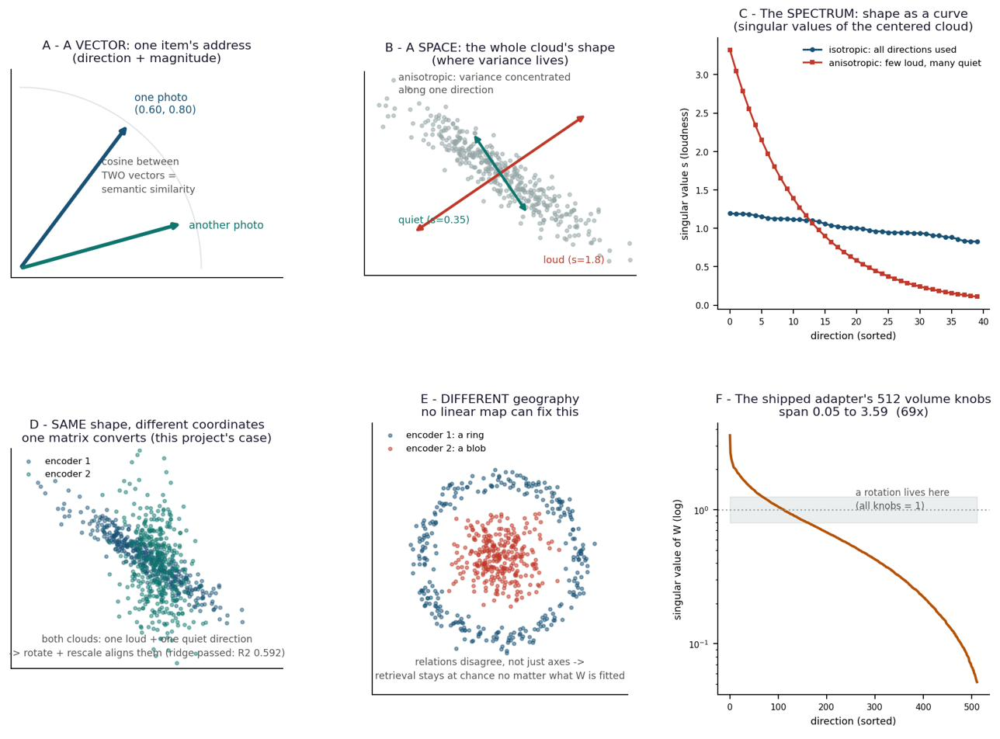 A - A VECTOR: one item's address
(direction + magnitude)
one photo
(0.60, 0.80)
cosine between
TWO vectors =
semantic similarity
another photo
B - A SPACE: the whole cloud's shape
(where variance lives)
anisotropic: variance concentrated
along one direction
quiet (s=0.35)
loud (s=1.8)
C - The SPECTRUM: shape as a curve
(singular values of the centered cloud)
isotropic: all directions used
anisotropic: few loud, many quiet
singular value s (loudness)
3.0
2.5
2.0
1.5
1.0
0.5
0.0
0 5 10 15 20 25 30 35 40
direction (sorted)
D - SAME shape, different coordinates
one matrix converts (this project's case)
encoder 1
encoder 2
both clouds: one loud + one quiet direction
-> rotate + rescale aligns them (ridge passed: R2 0.592)
E - DIFFERENT geography
no linear map can fix this
encoder 1: a ring
encoder 2: a blob
relations disagree, not just axes ->
retrieval stays at chance no matter what W is fitted
F - The shipped adapter's 512 volume knobs
span 0.05 to 3.59 (69x)
a rotation lives here
(all knobs = 1)
singular value of W (log)
10⁰
10⁻¹
0 100 200 300 400 500
direction (sorted)